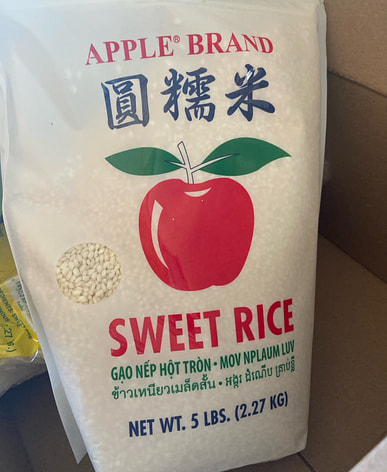 APPLE® BRAND
圓糯米
SWEET RICE
GẠO NẾP HỘT TRÒN • MOV NPLAUM LUV
ข้าวเหนียวเมล็ดสั้น • អង្ករ ដំណើប គ្រាប់ខ្លី
NET WT. 5 LBS. (2.27 KG)